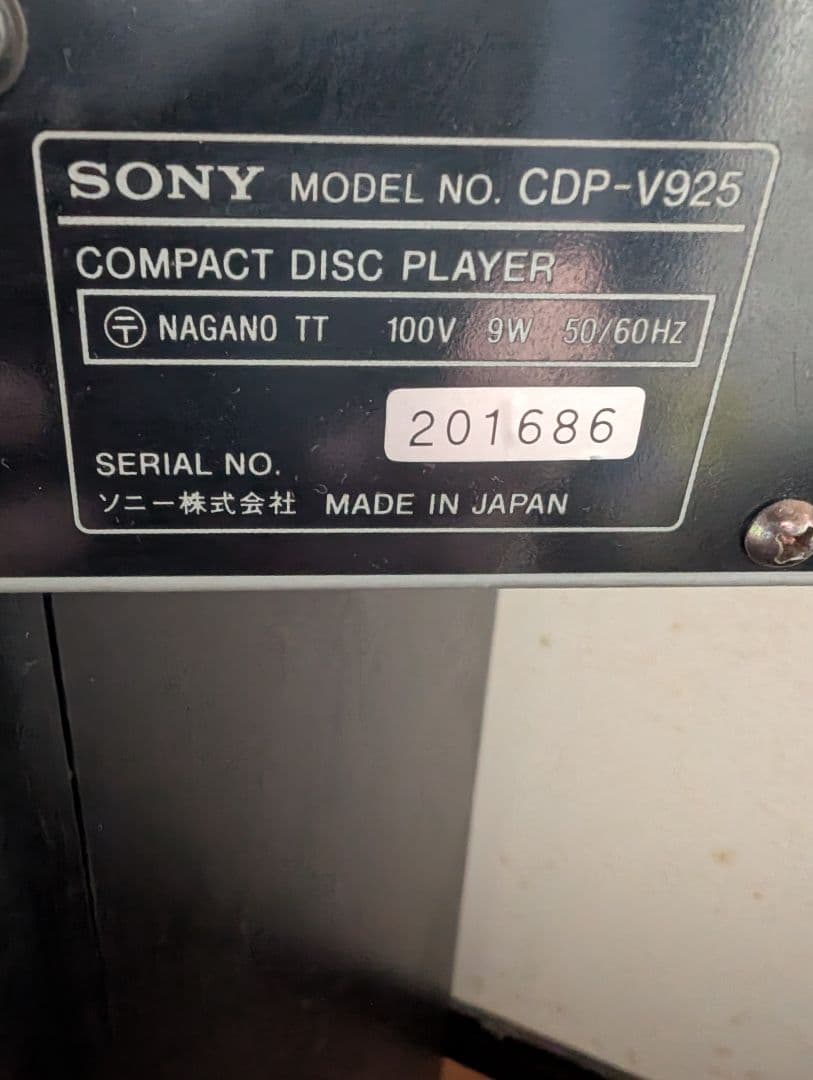 SONY MODEL NO. CDP-V925
COMPACT DISC PLAYER
〶 NAGANO TT 100V 9W 50/60HZ
201686
SERIAL NO.
ソニー株式会社 MADE IN JAPAN